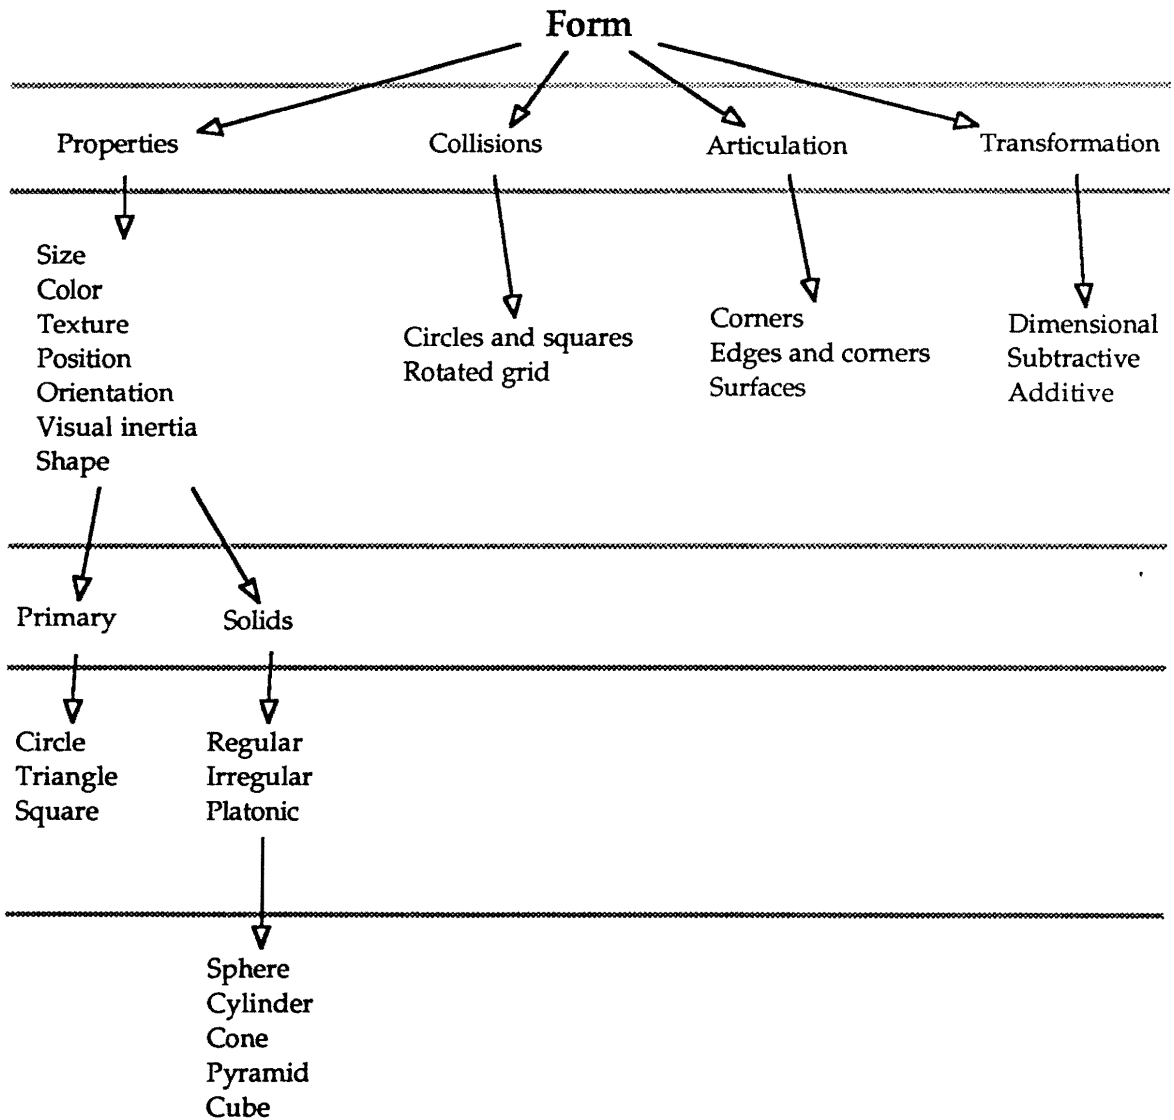 Form
Properties
Collisions
Articulation
Transformation
Size
Color
Texture
Position
Orientation
Visual inertia
Shape
Circles and squares
Rotated grid
Corners
Edges and corners
Surfaces
Dimensional
Subtractive
Additive
Primary
Solids
Circle
Triangle
Square
Regular
Irregular
Platonic
Sphere
Cylinder
Cone
Pyramid
Cube